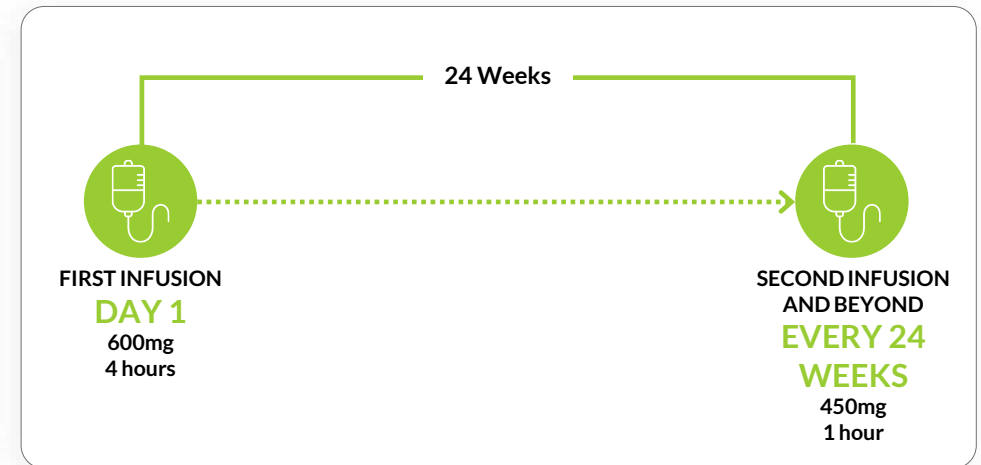 24 Weeks
FIRST INFUSION
DAY 1
600mg
4 hours
SECOND INFUSION
AND BEYOND
EVERY 24
WEEKS
450mg
1 hour